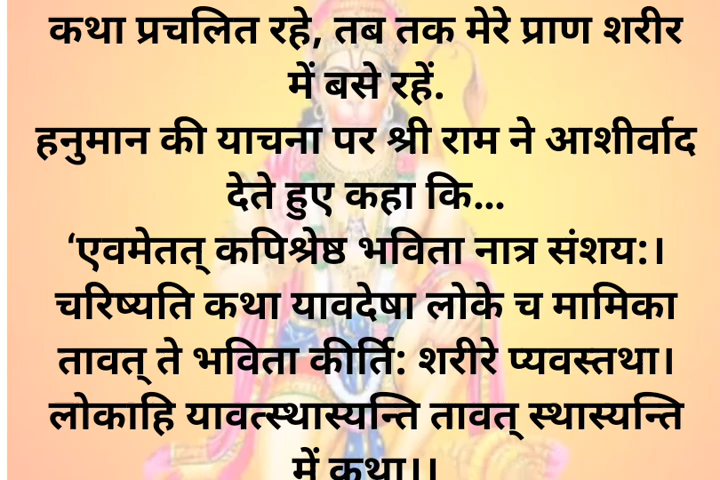 कथा प्रचलित रहे, तब तक मेरे प्राण शरीर
में बसे रहें.
हनुमान की याचना पर श्री राम ने आशीर्वाद
देते हुए कहा कि...
‘एवमेतत् कपिश्रेष्ठ भविता नात्र संशय:।
चरिष्यति कथा यावदेषा लोके च मामिका
तावत् ते भविता कीर्ति: शरीरे प्यवस्तथा।
लोकाहि यावत्स्थास्यन्ति तावत् स्थास्यन्ति
में कथा।।